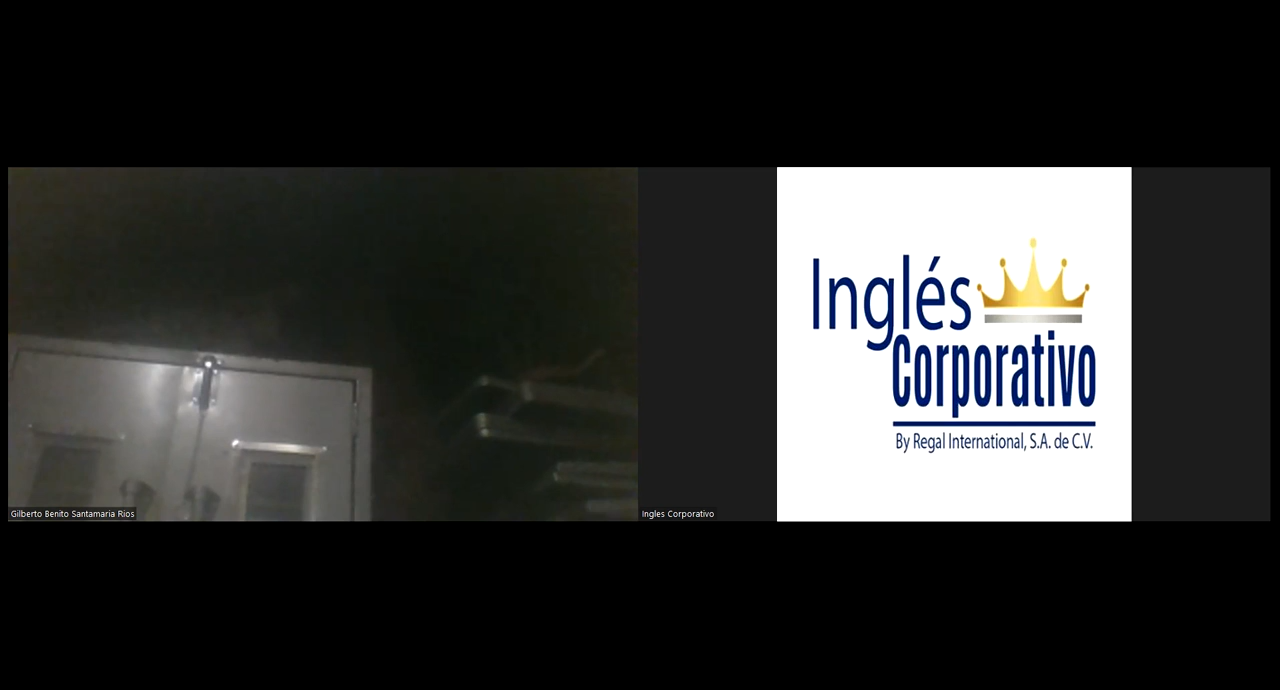 Inglés
Corporativo
By Regal International, S.A. de C.V.
Gilberto Benito Santamaria Rios
Ingles Corporativo